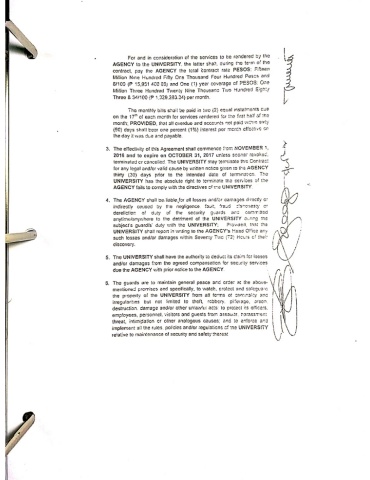 For and in consideration of the services to be rendered by the
AGENCY to the UNIVERSITY, the latter shall, during the term of the
contract, pay the AGENCY the total contract rate PESOS: Fifteen
Million Nine Hundred Fifty One Thousand Four Hundred Pesos and
0/100 (P 15,951,400.00) and One (1) year coverage of PESOS: One
Million Three Hundred Twenty Nine Thousand Two Hundred Eighty
Three & 34/100 (P 1,329,283.34) per month.
The monthly bills shall be paid in two (2) equal instalments due
on the 17th of each month for services rendered for the first half of the
month; PROVIDED, that all overdue and accounts not paid within sixty
(60) days shall bear one percent (1%) interest per month effective on
the day it was due and payable.
3. The effectivity of this Agreement shall commence from NOVEMBER 1,
2016 and to expire on OCTOBER 31, 2017 unless sooner revoked,
terminated or cancelled. The UNIVERSITY may terminate this Contract
for any legal and/or valid cause by written notice given to the AGENCY
thirty (30) days prior to the intended date of termination. The
UNIVERSITY has the absolute right to terminate the services of the
AGENCY fails to comply with the directives of the UNIVERSITY.
4. The AGENCY shall be liable for all losses and/or damages directly or
indirectly caused by the negligence, fault, fraud, dishonesty or
dereliction of duty of the security guards and committed
anytime/anywhere to the detriment of the UNIVERSITY during the
subject's guards' duty with the UNIVERSITY. Provided, that the
UNIVERSITY shall report in writing to the AGENCY's Head Office any
such losses and/or damages within Seventy Two (72) Hours of their
discovery.
5. The UNIVERSITY shall have the authority to deduct its claim for losses
and/or damages from the agreed compensation for security services
due the AGENCY with prior notice to the AGENCY.
6. The guards are to maintain general peace and order at the above-
mentioned premises and specifically, to watch, protect and safeguard
the property of the UNIVERSITY from all forms of criminality and
irregularities but not limited to theft, robbery, pilferage, arson,
destruction, damage and/or other unlawful acts; to protect its officers,
employees, personnel, visitors and guests from assault, harassment,
threat, intimidation or other analogous causes; and to enforce and
implement all the rules, policies and/or regulations of the UNIVERSITY
relative to maintenance of security and safety thereat.